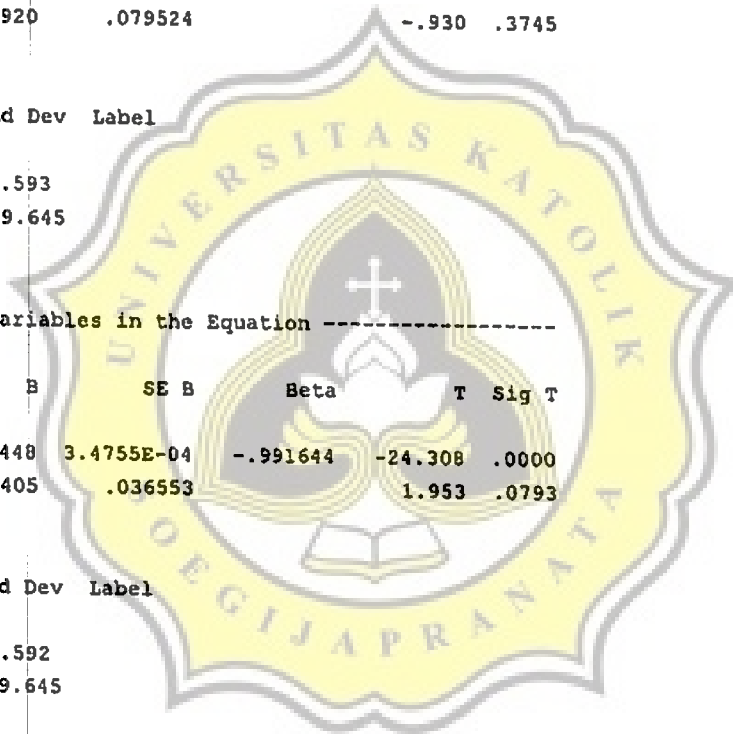 920 .079524 -.930 .3745
d Dev Label
.593
9.645
ariables in the Equation ------------------
B SE B Beta T Sig T
448 3.4755E-04 -.991644 -24.308 .0000
405 .036553 1.953 .0793
d Dev Label
.592
9.645
UNIVERSITAS KATOLIK
SOEGIJAPRANATA